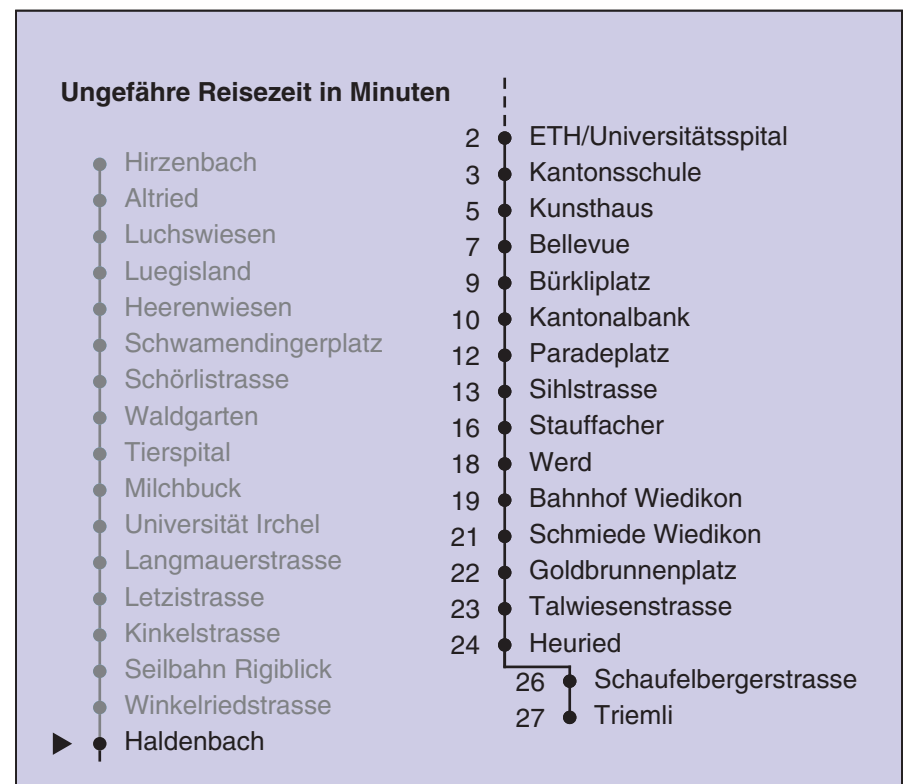 Ungefähre Reisezeit in Minuten
Hirzenbach
Altried
Luchswiesen
Luegisland
Heerenwiesen
Schwamendingerplatz
Schörlistrasse
Waldgarten
Tierspital
Milchbuck
Universität Irchel
Langmauerstrasse
Letzistrasse
Kinkelstrasse
Seilbahn Rigiblick
Winkelriedstrasse
Haldenbach
2 ETH/Universitätsspital
3 Kantonsschule
5 Kunsthaus
7 Bellevue
9 Bürkliplatz
10 Kantonalbank
12 Paradeplatz
13 Sihlstrasse
16 Stauffacher
18 Werd
19 Bahnhof Wiedikon
21 Schmiede Wiedikon
22 Goldbrunnenplatz
23 Talwiesenstrasse
24 Heuried
26 Schaufelbergerstrasse
27 Triemli